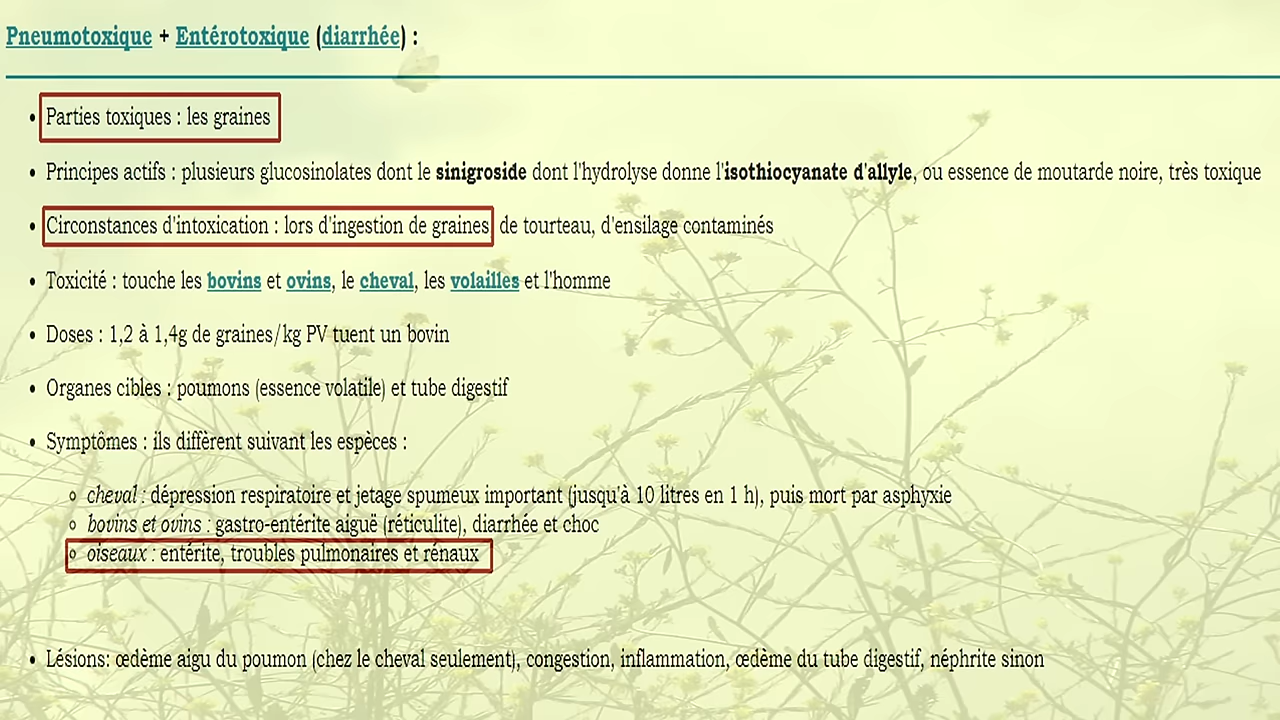 Pneumotoxique + Entérotoxique (diarrhée) :
• Parties toxiques : les graines
• Principes actifs : plusieurs glucosinolates dont le sinigroside dont l'hydrolyse donne l'isothiocyanate d'allyle, ou essence de moutarde noire, très toxique
• Circonstances d'intoxication : lors d'ingestion de graines, de tourteau, d'ensilage contaminés
• Toxicité : touche les bovins et ovins, le cheval, les volailles et l'homme
• Doses : 1,2 à 1,4g de graines/kg PV tuent un bovin
• Organes cibles : poumons (essence volatile) et tube digestif
• Symptômes : ils diffèrent suivant les espèces :
◦ cheval : dépression respiratoire et jetage spumeux important (jusqu'à 10 litres en 1 h), puis mort par asphyxie
◦ bovins et ovins : gastro-entérite aiguë (réticulite), diarrhée et choc
◦ oiseaux : entérite, troubles pulmonaires et rénaux
• Lésions: œdème aigu du poumon (chez le cheval seulement), congestion, inflammation, œdème du tube digestif, néphrite sinon